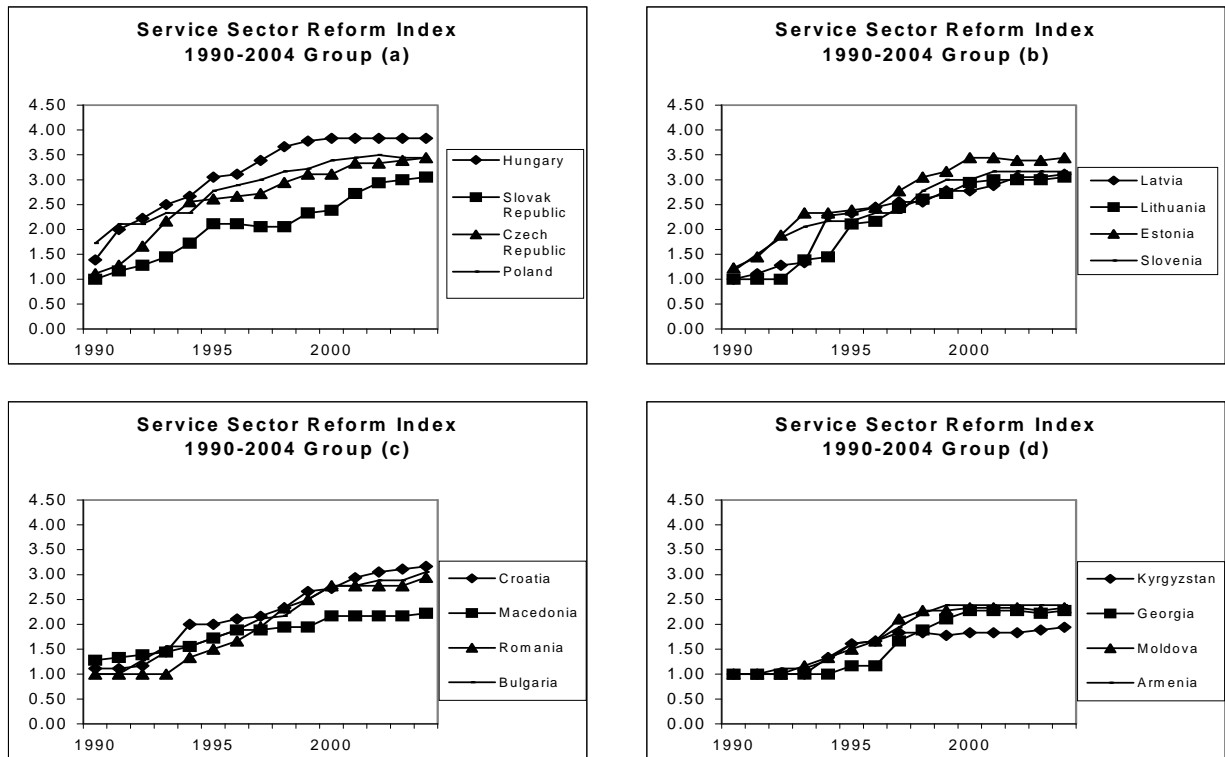 Service Sector Reform Index
1990-2004 Group (a)
4.50
4.00
3.50
3.00
2.50
2.00
1.50
1.00
0.50
0.00
1990
1995
2000
Hungary
Slovak
Republic
Czech
Republic
Poland
Service Sector Reform Index
1990-2004 Group (b)
4.50
4.00
3.50
3.00
2.50
2.00
1.50
1.00
0.50
0.00
1990
1995
2000
Latvia
Lithuania
Estonia
Slovenia
Service Sector Reform Index
1990-2004 Group (c)
4.50
4.00
3.50
3.00
2.50
2.00
1.50
1.00
0.50
0.00
1990
1995
2000
Croatia
Macedonia
Romania
Bulgaria
Service Sector Reform Index
1990-2004 Group (d)
4.50
4.00
3.50
3.00
2.50
2.00
1.50
1.00
0.50
0.00
1990
1995
2000
Kyrgyzstan
Georgia
Moldova
Armenia